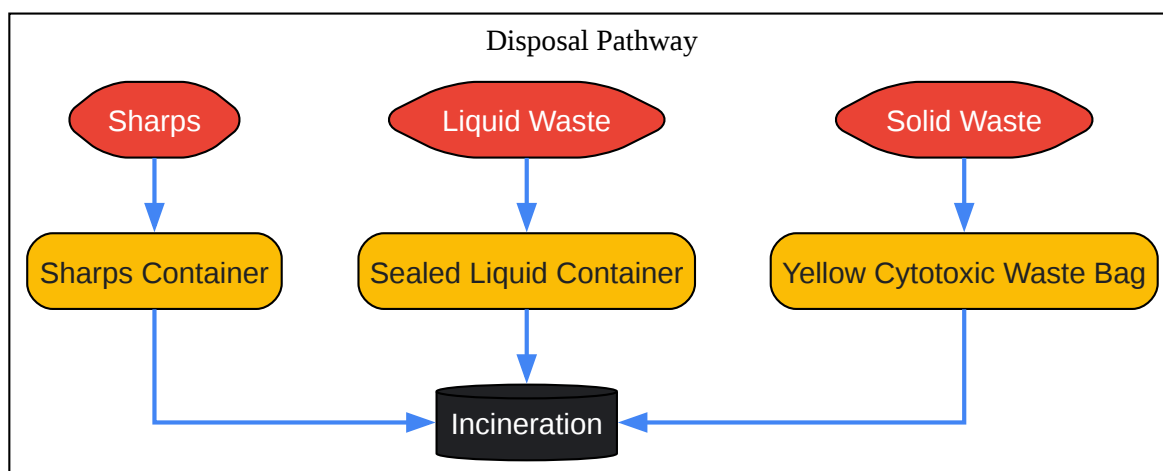 Disposal Pathway
Sharps
Liquid Waste
Solid Waste
Sharps Container
Sealed Liquid Container
Yellow Cytotoxic Waste Bag
Incineration